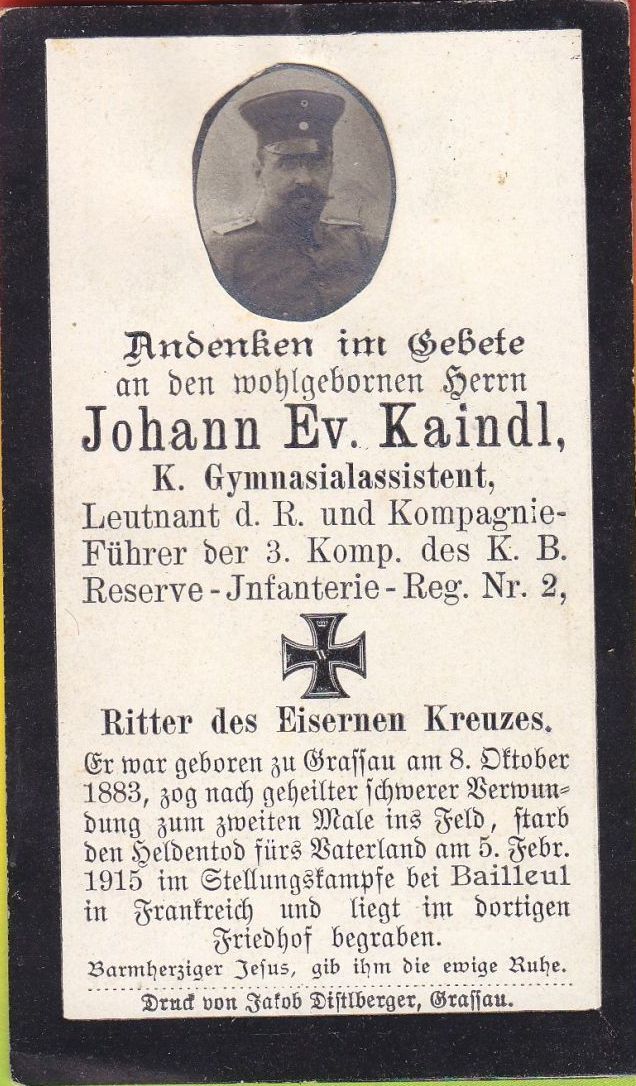 Andenken im Gebete
an den wohlgebornen Herrn
Johann Ev. Kaindl,
K. Gymnasialassistent,
Leutnant d. R. und Kompagnie-
Führer der 3. Komp. des K. B.
Reserve-Infanterie-Reg. Nr. 2,
W
Ritter des Eisernen Kreuzes.
Er war geboren zu Grassau am 8. Oktober
1883, zog nach geheilter schwerer Verwun-
dung zum zweiten Male ins Feld, starb
den Heldentod fürs Vaterland am 5. Febr.
1915 im Stellungskampfe bei Bailleul
in Frankreich und liegt im dortigen
Friedhof begraben.
Barmherziger Jesus, gib ihm die ewige Ruhe.
Druck von Jakob Distlberger, Grassau.